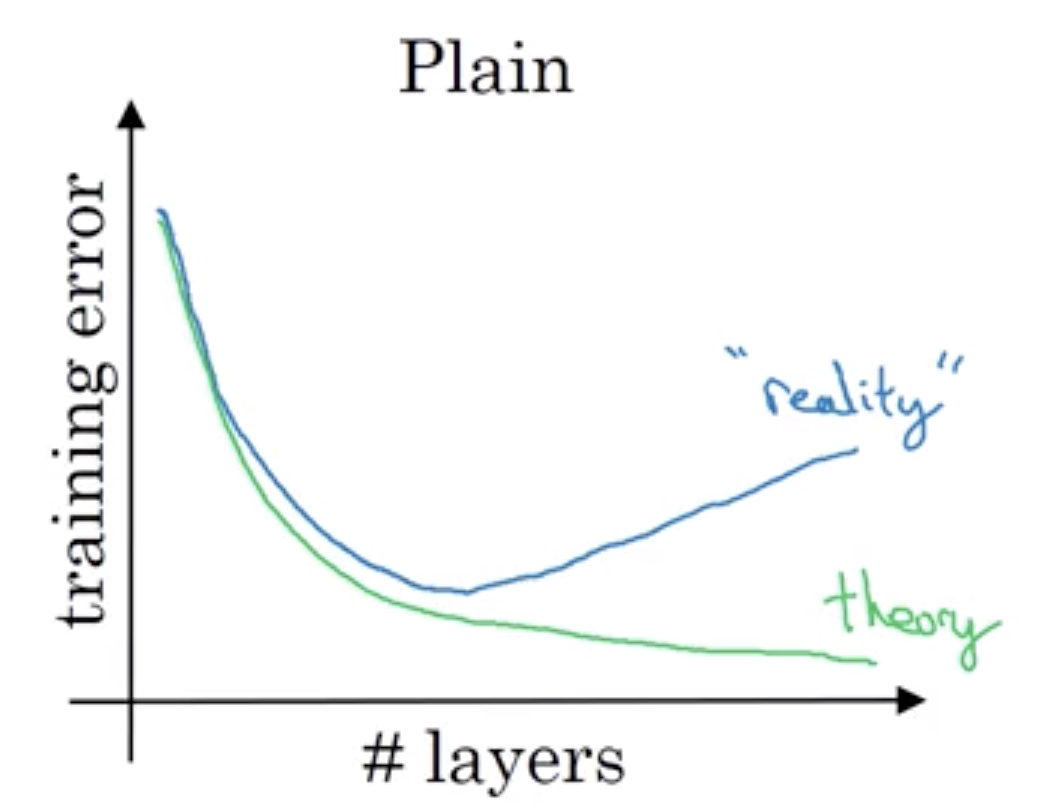 Plain
training error
"reality"
theory
# layers